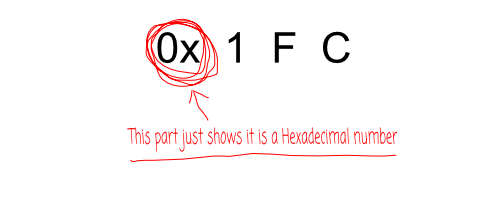 0x 1 F C
This part just shows it is a Hexadecimal number